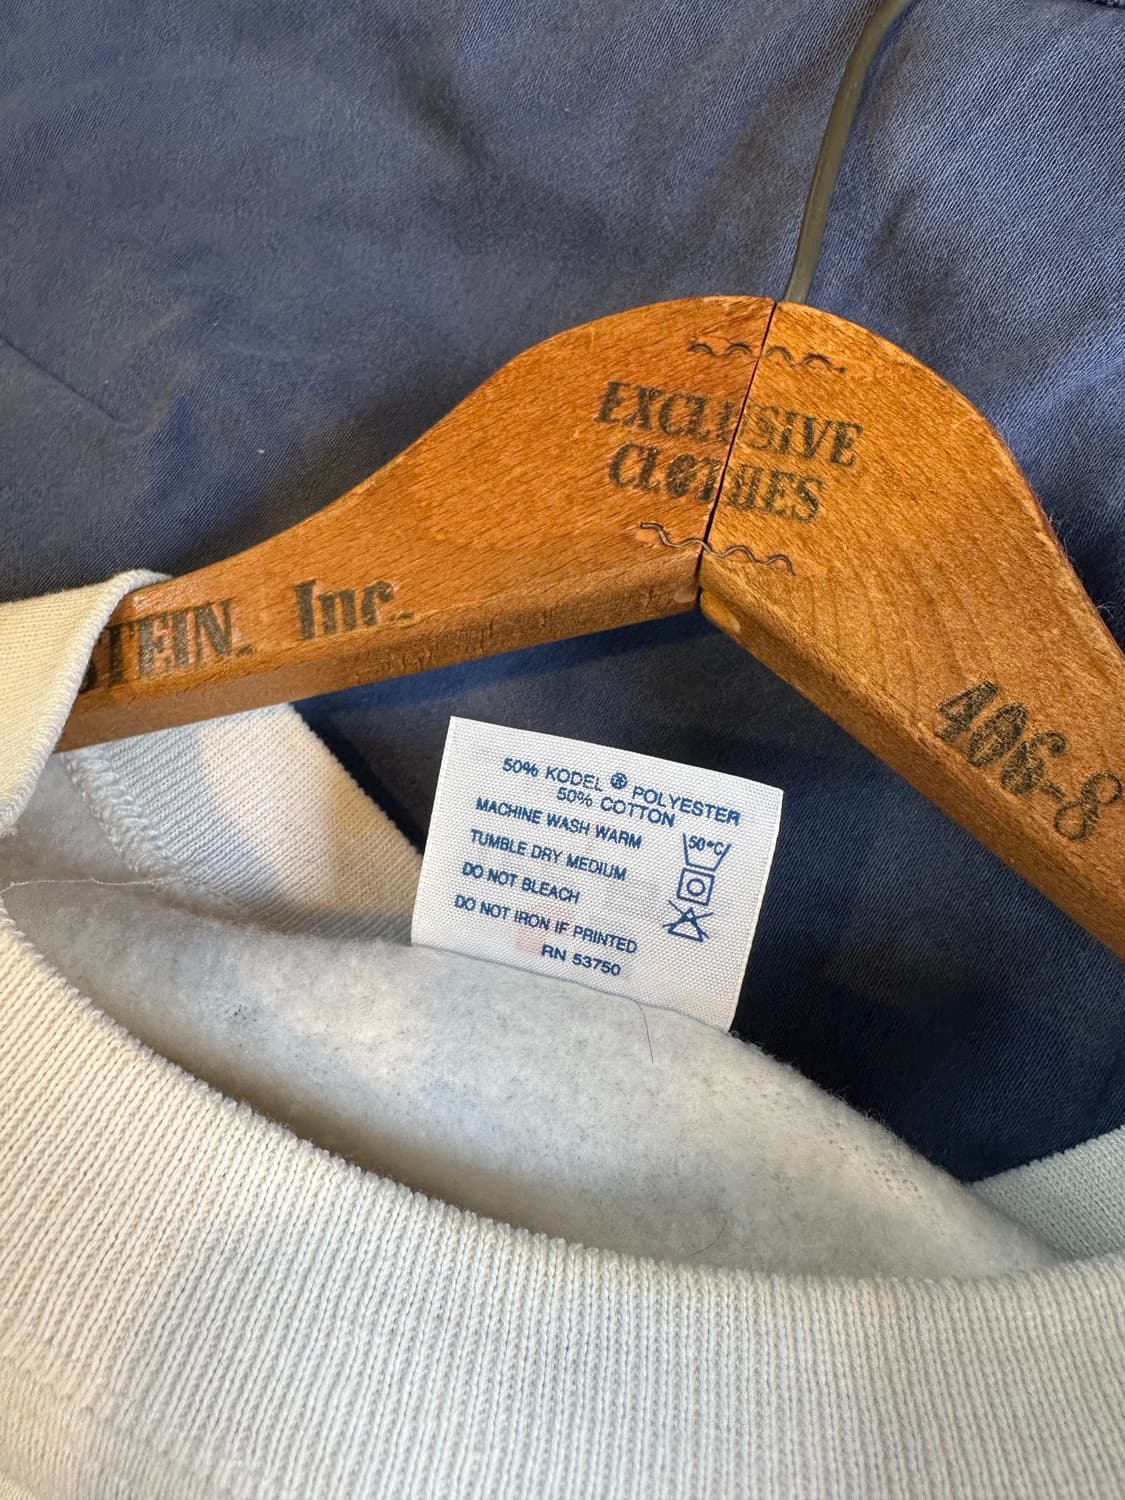 EXCLUSIVE
CLOTHES
STEIN. Inc.
406-8
50% KODEL ® POLYESTER
50% COTTON
MACHINE WASH WARM
TUMBLE DRY MEDIUM
DO NOT BLEACH
DO NOT IRON IF PRINTED
RN 53750
50°C